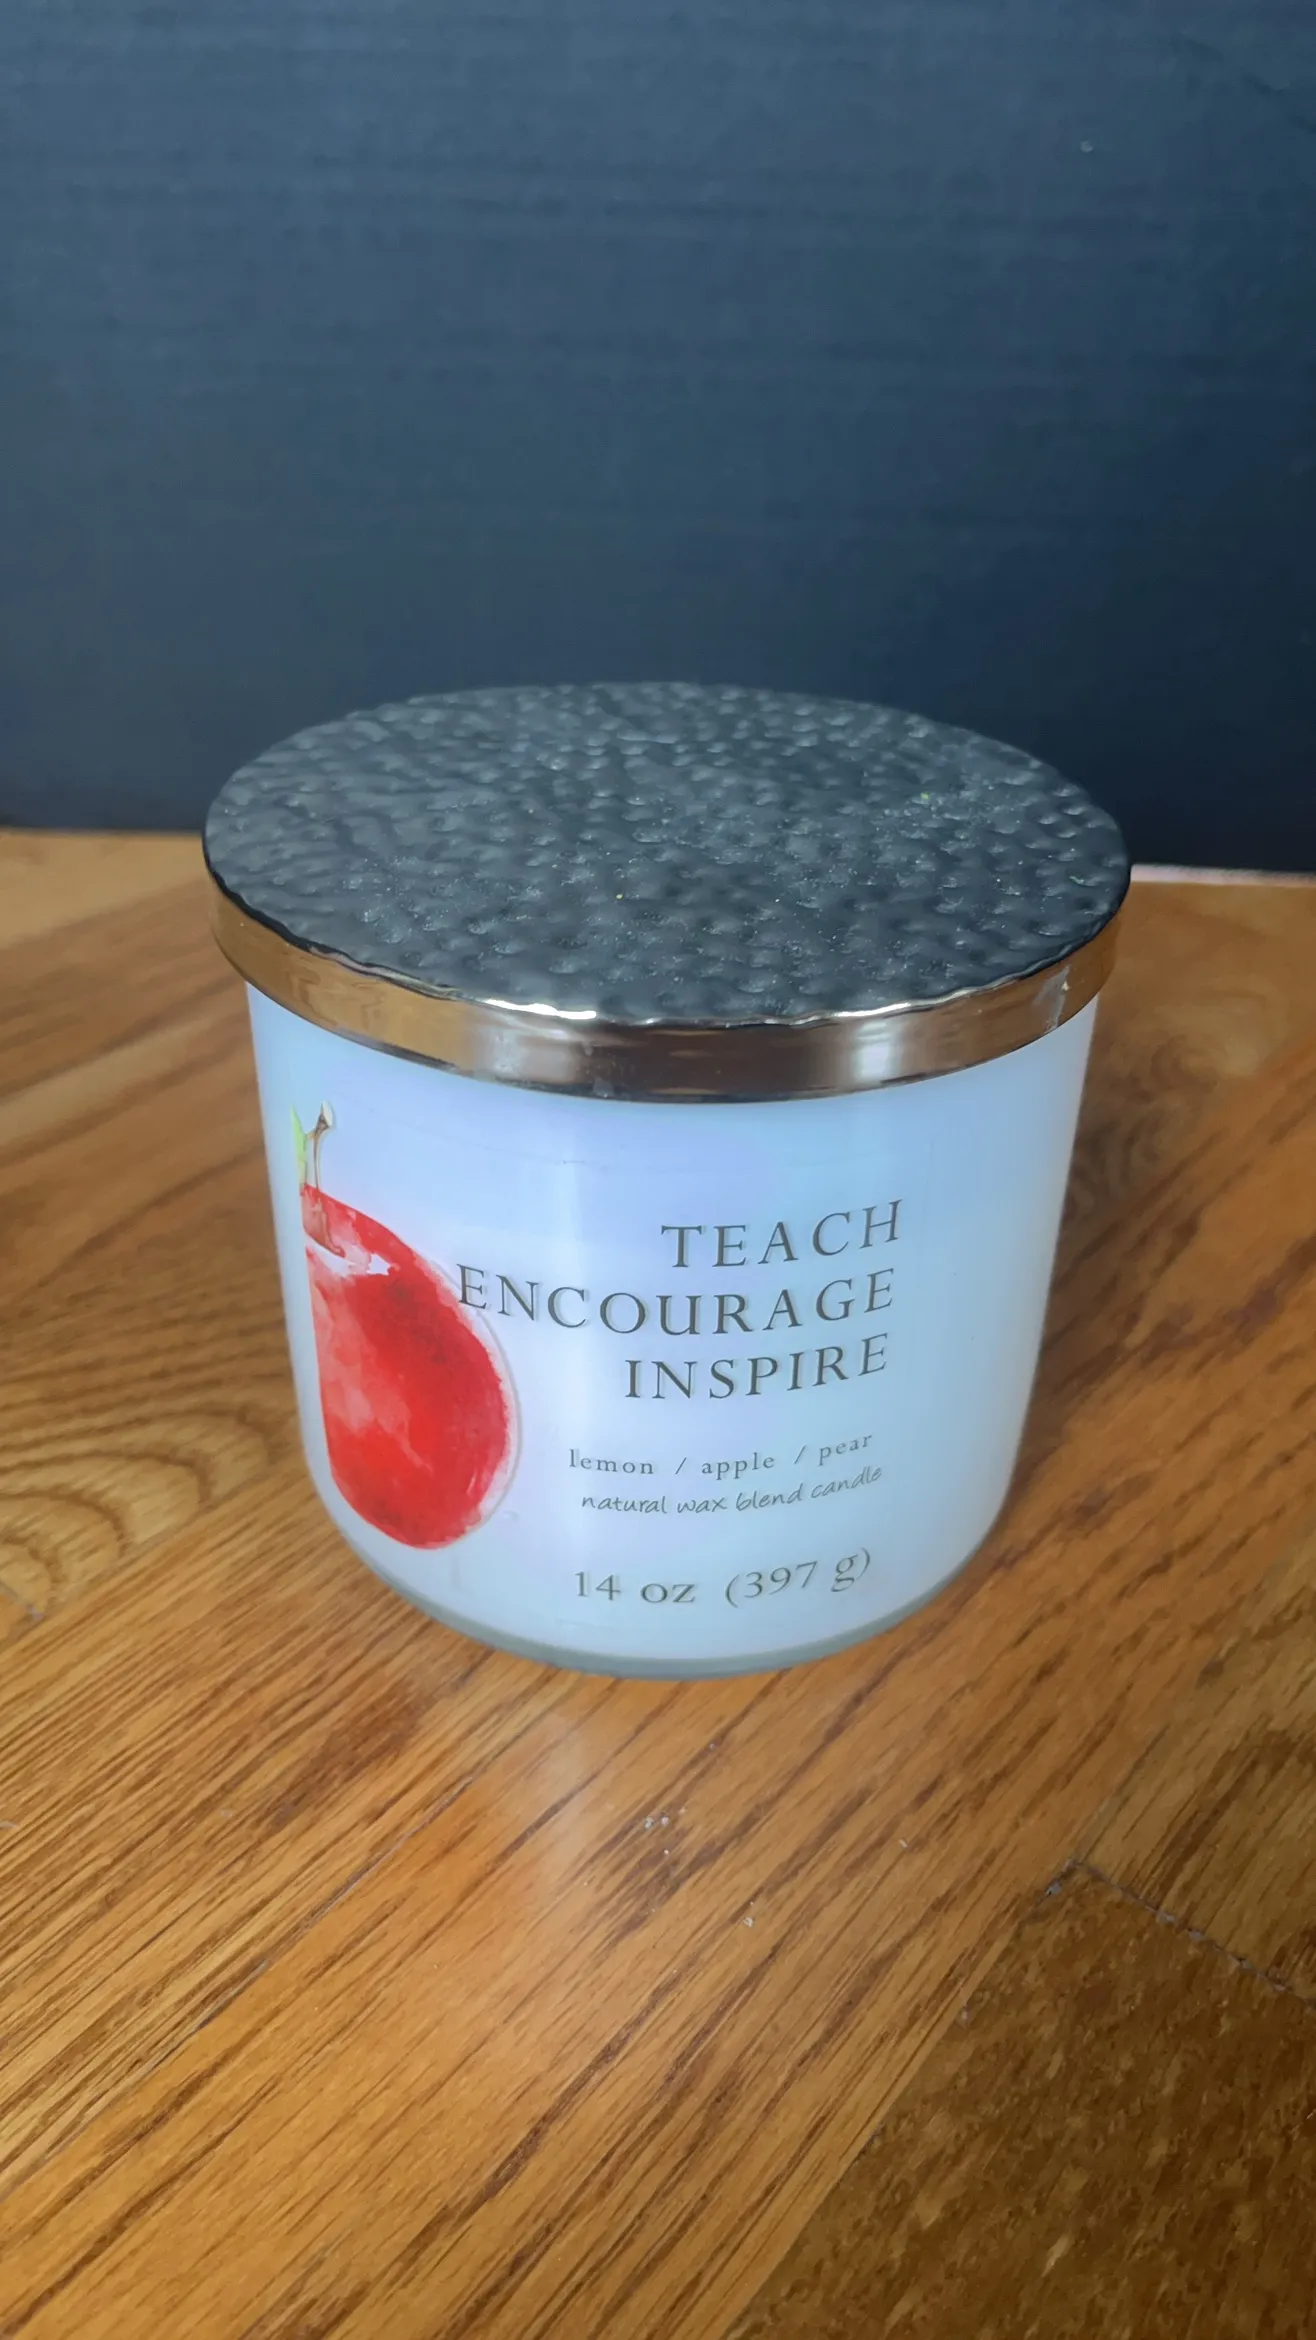 TEACH
ENCOURAGE
INSPIRE
lemon / apple / pear
natural wax blend candle
14 oz (397 g)